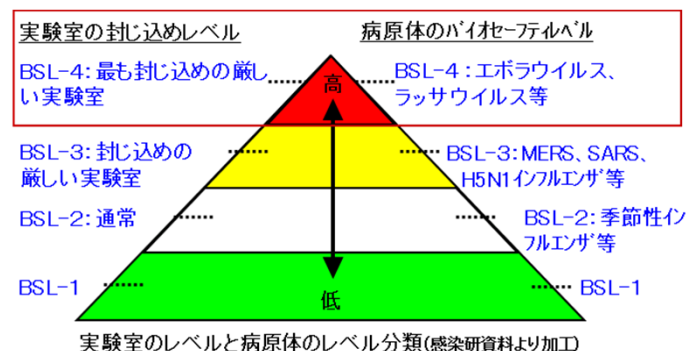 実験室の封じ込めレベル
病原体のバイオセーフティレベル
BSL-4：最も封じ込めの厳し
い実験室
高
BSL-4：エボラウイルス、
ラッサウイルス等
BSL-3：封じ込めの
厳しい実験室
BSL-3：MERS、SARS、
H5N1インフルエンザ等
BSL-2：通常
BSL-2：季節性イン
フルエンザ等
BSL-1
低
BSL-1
実験室のレベルと病原体のレベル分類(感染研資料より加工)